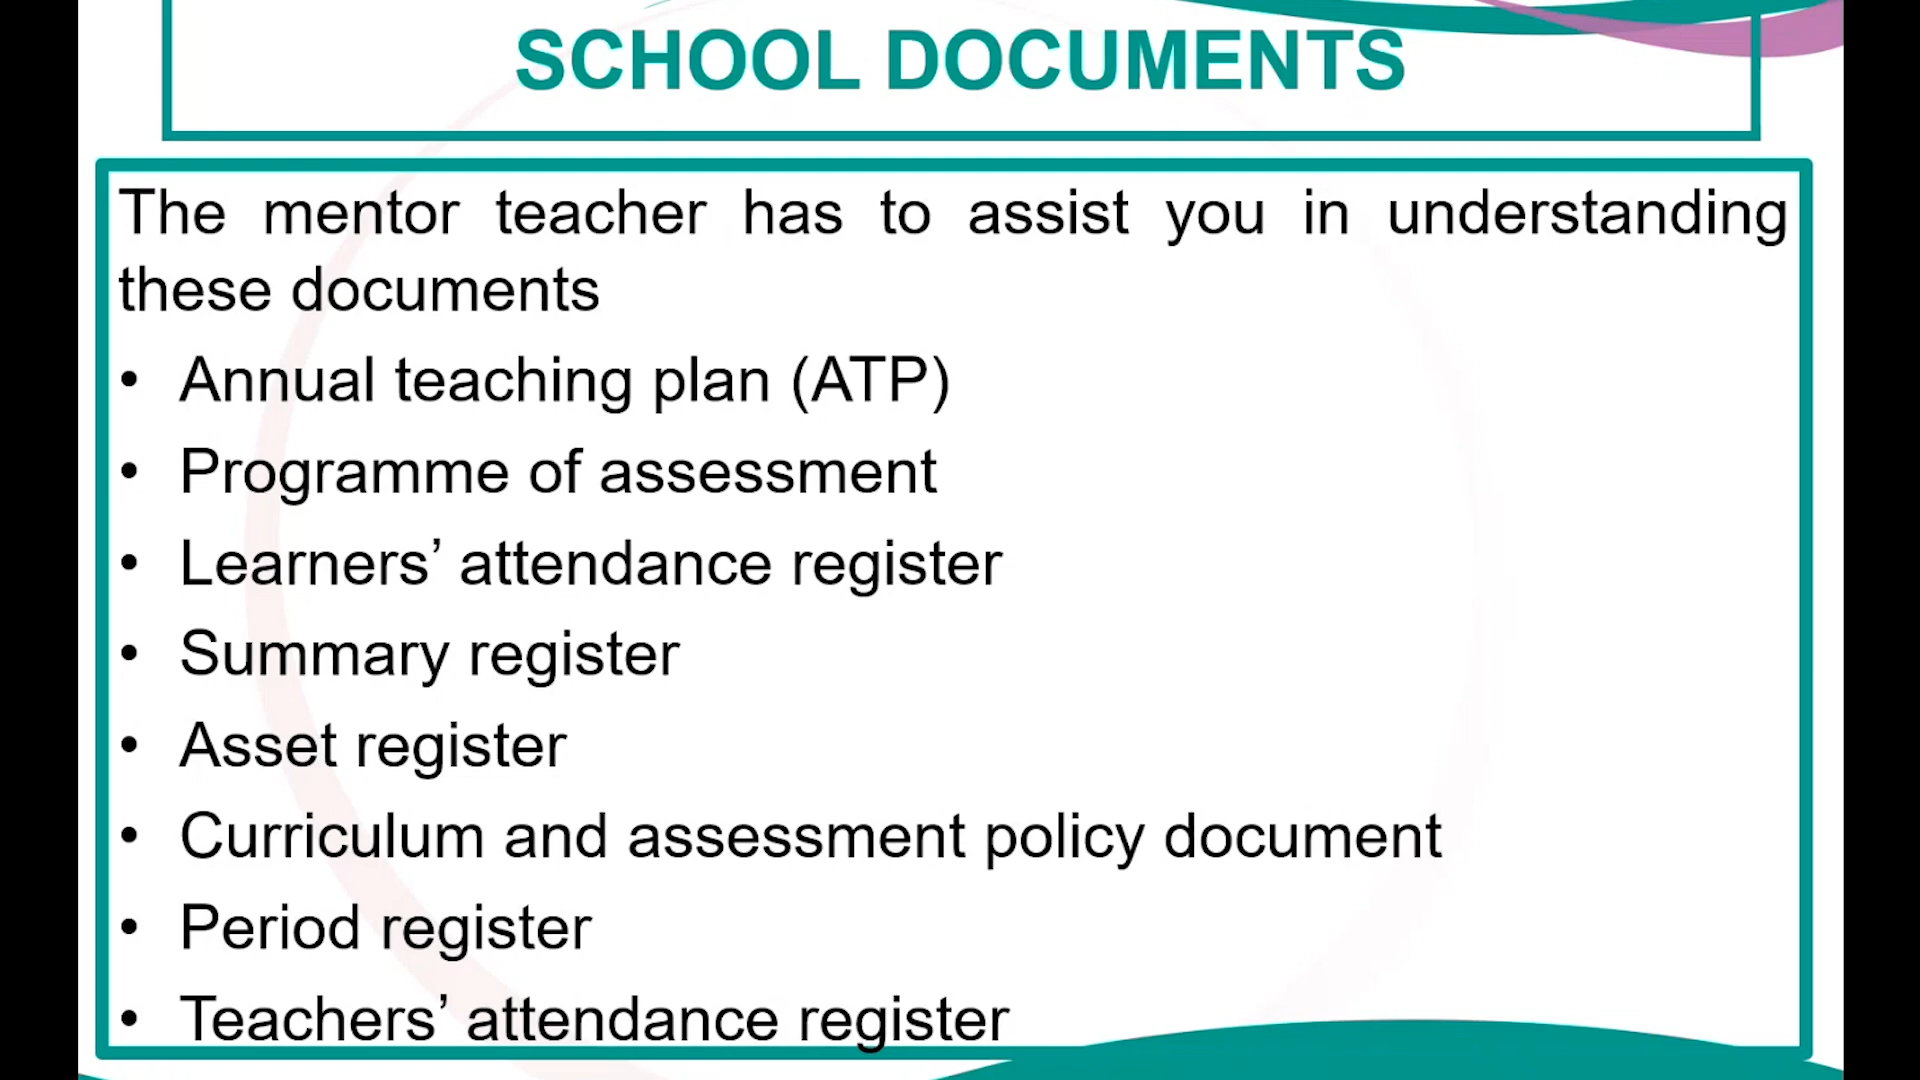 SCHOOL DOCUMENTS
The mentor teacher has to assist you in understanding
these documents
• Annual teaching plan (ATP)
• Programme of assessment
• Learners’ attendance register
• Summary register
• Asset register
• Curriculum and assessment policy document
• Period register
• Teachers’ attendance register